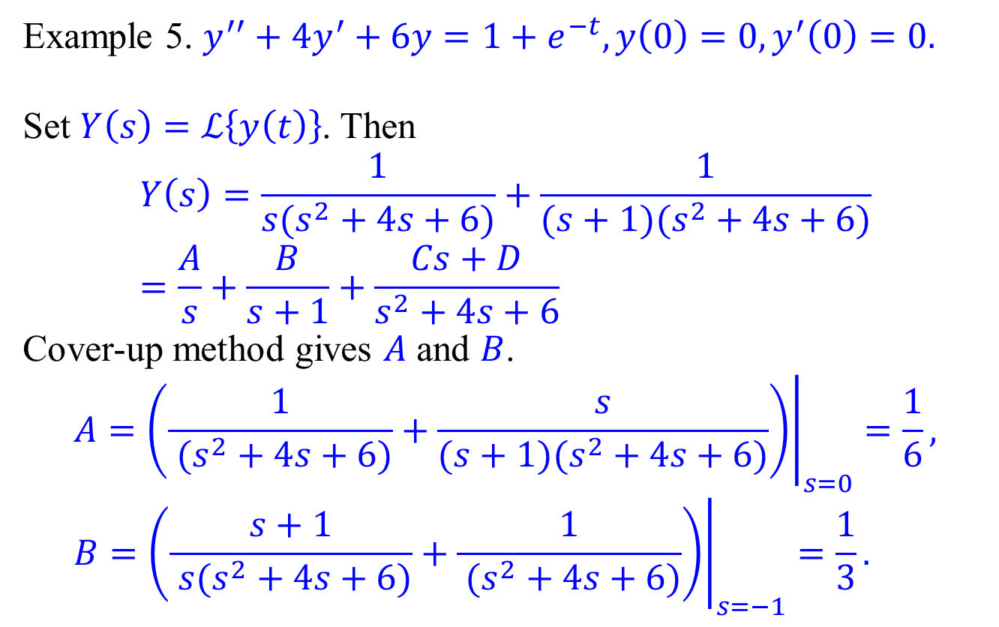 Example 5. y′′ + 4y′ + 6y = 1 + e^{−t}, y(0) = 0, y′(0) = 0.
Set Y(s) = ℒ{y(t)}. Then
Y(s) = \frac{1}{s(s^2 + 4s + 6)} + \frac{1}{(s + 1)(s^2 + 4s + 6)}
= \frac{A}{s} + \frac{B}{s + 1} + \frac{Cs + D}{s^2 + 4s + 6}
Cover-up method gives A and B.
A = \left( \frac{1}{(s^2 + 4s + 6)} + \frac{s}{(s + 1)(s^2 + 4s + 6)} \right) |_{s=0} = \frac{1}{6},
B = \left( \frac{s + 1}{s(s^2 + 4s + 6)} + \frac{1}{(s^2 + 4s + 6)} \right) |_{s=−1} = \frac{1}{3}.